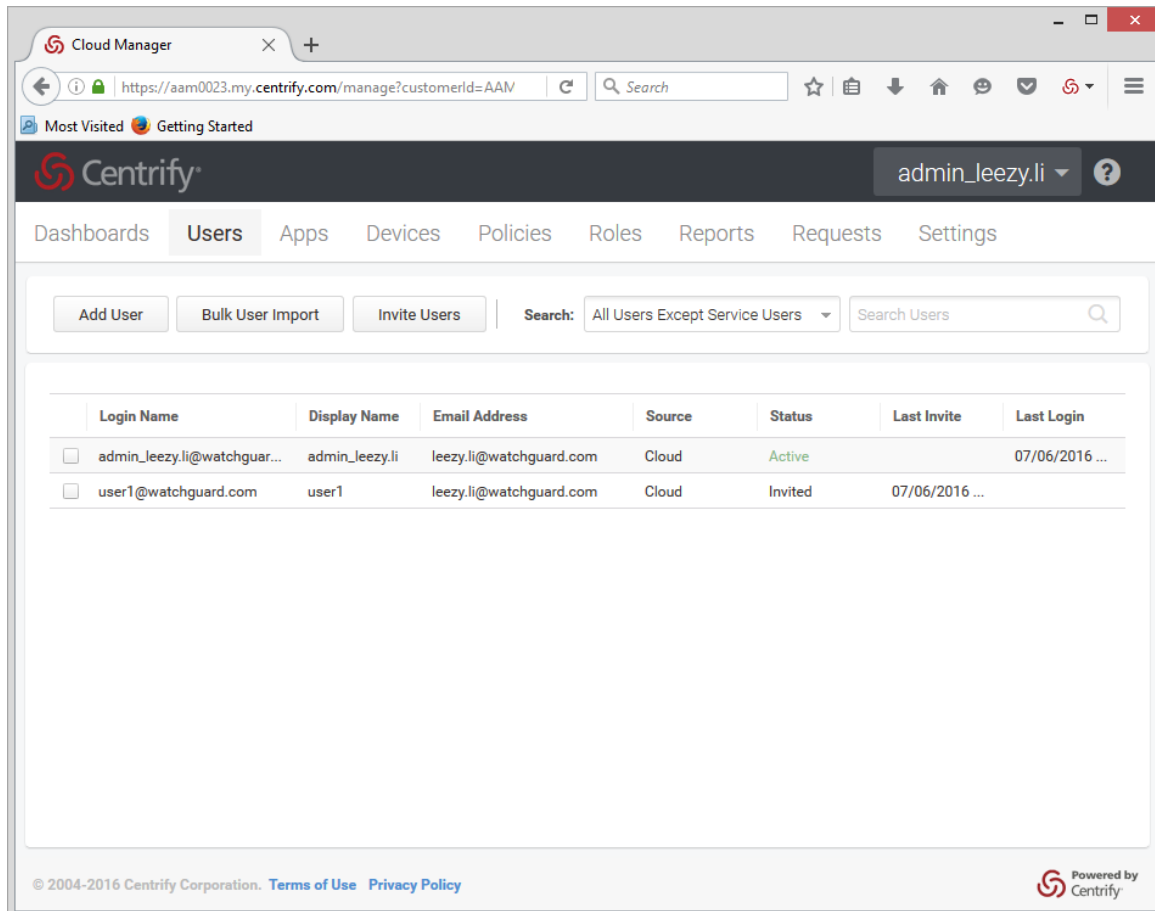 Cloud Manager
https://aam0023.my.centrify.com/manage?customerId=AAM
Search
Most Visited Getting Started
Centrify
admin_leezy.li
Dashboards Users Apps Devices Policies Roles Reports Requests Settings
Add User Bulk User Import Invite Users Search: All Users Except Service Users Search Users
Login Name Display Name Email Address Source Status Last Invite Last Login
admin_leezy.li@watchguar... admin_leezy.li leezy.li@watchguard.com Cloud Active 07/06/2016 ...
user1@watchguard.com user1 leezy.li@watchguard.com Cloud Invited 07/06/2016 ...
© 2004-2016 Centrify Corporation. Terms of Use Privacy Policy
Powered by
Centrify